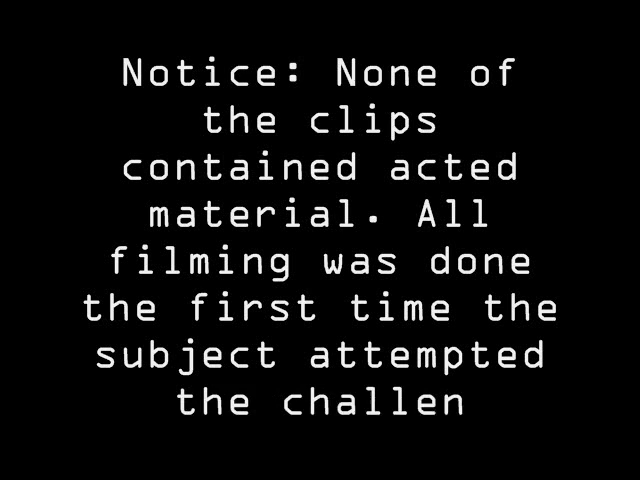 Notice: None of
the clips
contained acted
material. All
filming was done
the first time the
subject attempted
the challen